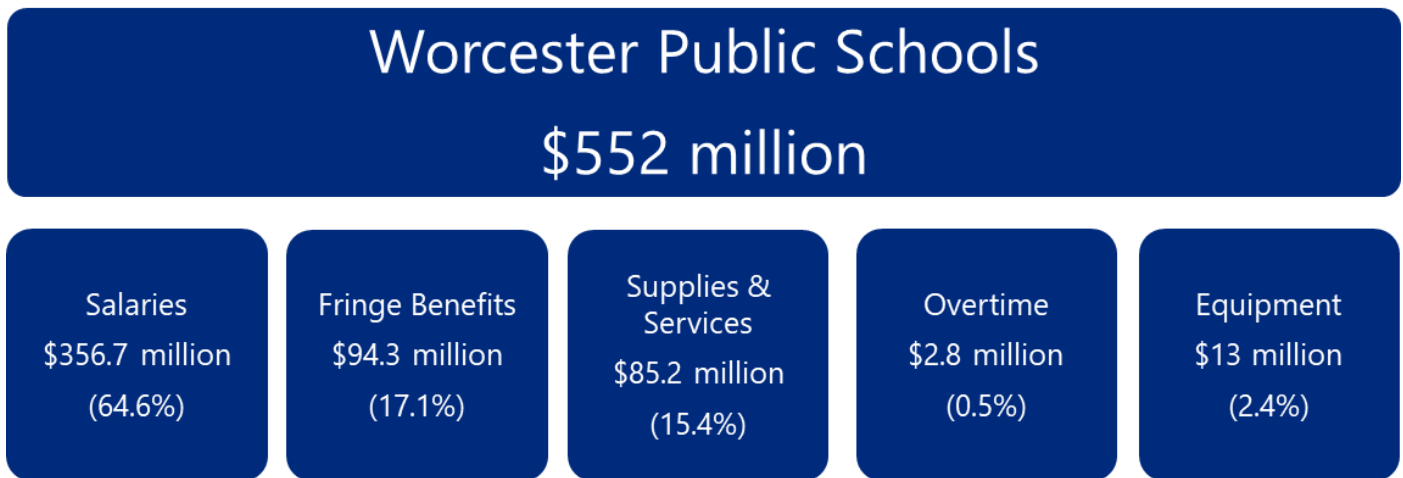 Worcester Public Schools
$552 million
Salaries
$356.7 million
(64.6%)
Fringe Benefits
$94.3 million
(17.1%)
Supplies &
Services
$85.2 million
(15.4%)
Overtime
$2.8 million
(0.5%)
Equipment
$13 million
(2.4%)